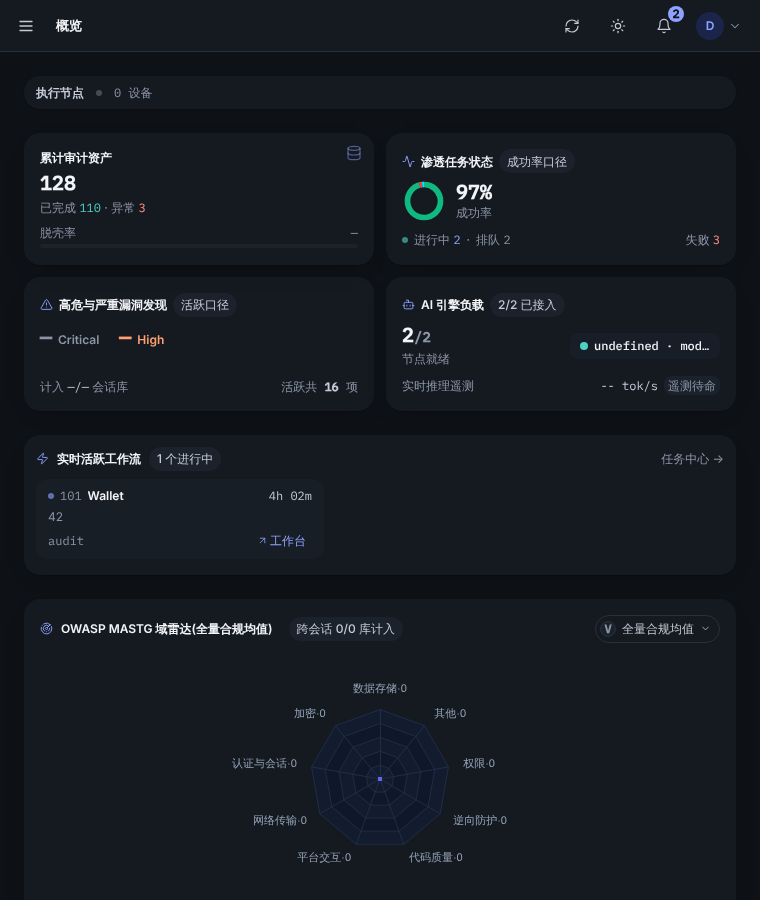 概览
2
D
执行节点 0 设备
累计审计资产
128
已完成 110 · 异常 3
脱壳率 —
渗透任务状态 成功率口径
97%
成功率
进行中 2 · 排队 2 失败 3
高危与严重漏洞发现 活跃口径
Critical High
计入 —/— 会话库 活跃共 16 项
AI 引擎负载 2/2 已接入
2/2
节点就绪
undefined · mod…
实时推理遥测 -- tok/s 遥测待命
实时活跃工作流 1 个进行中 任务中心 →
101 Wallet 4h 02m
42
audit 工作台
OWASP MASTG 域雷达(全量合规均值) 跨会话 0/0 库计入 V 全量合规均值
数据存储·0
加密·0 其他·0
认证与会话·0 权限·0
网络传输·0 逆向防护·0
平台交互·0 代码质量·0